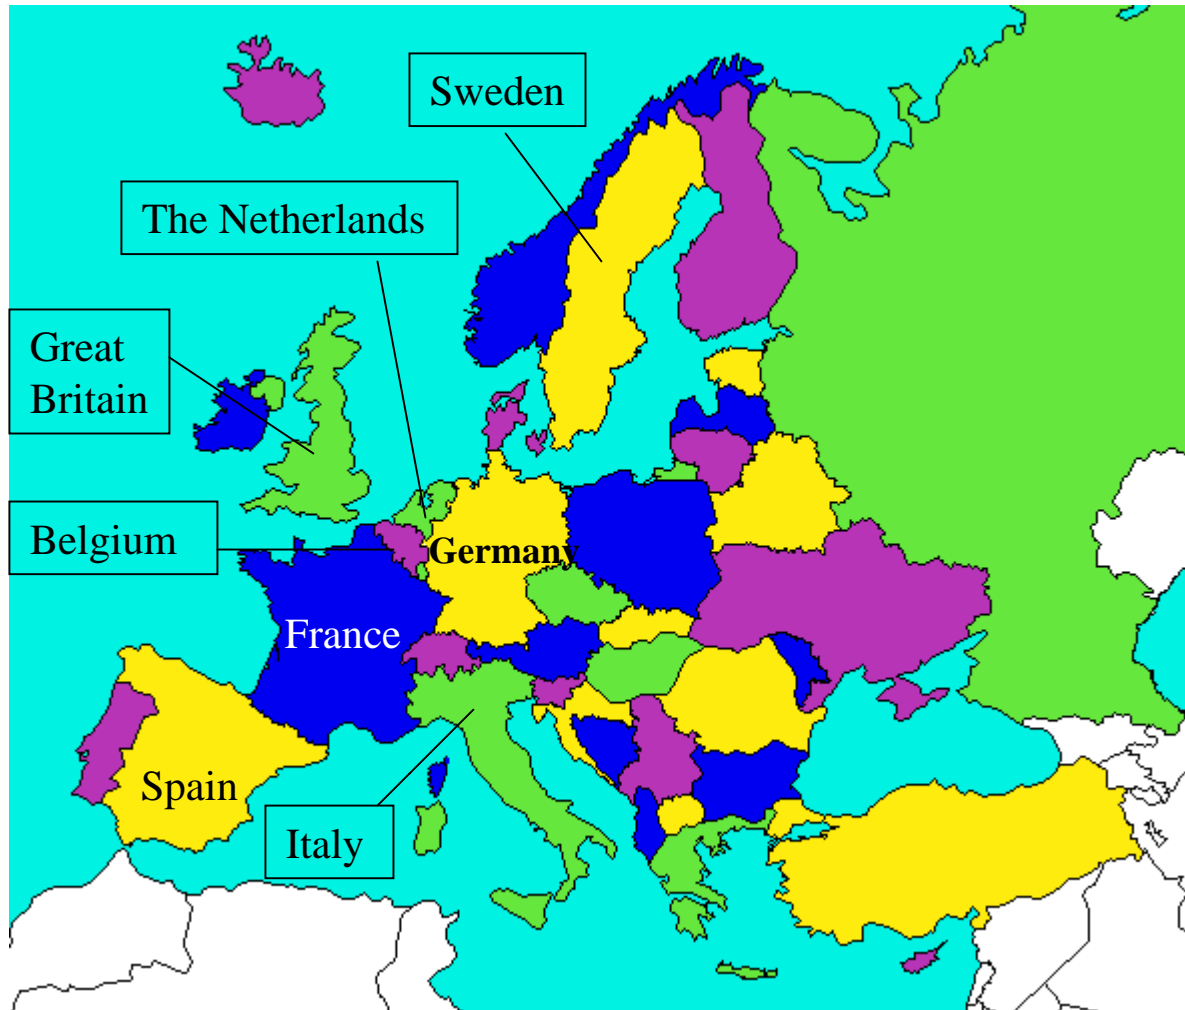 Sweden
The Netherlands
Great
Britain
Belgium
Germany
France
Spain
Italy